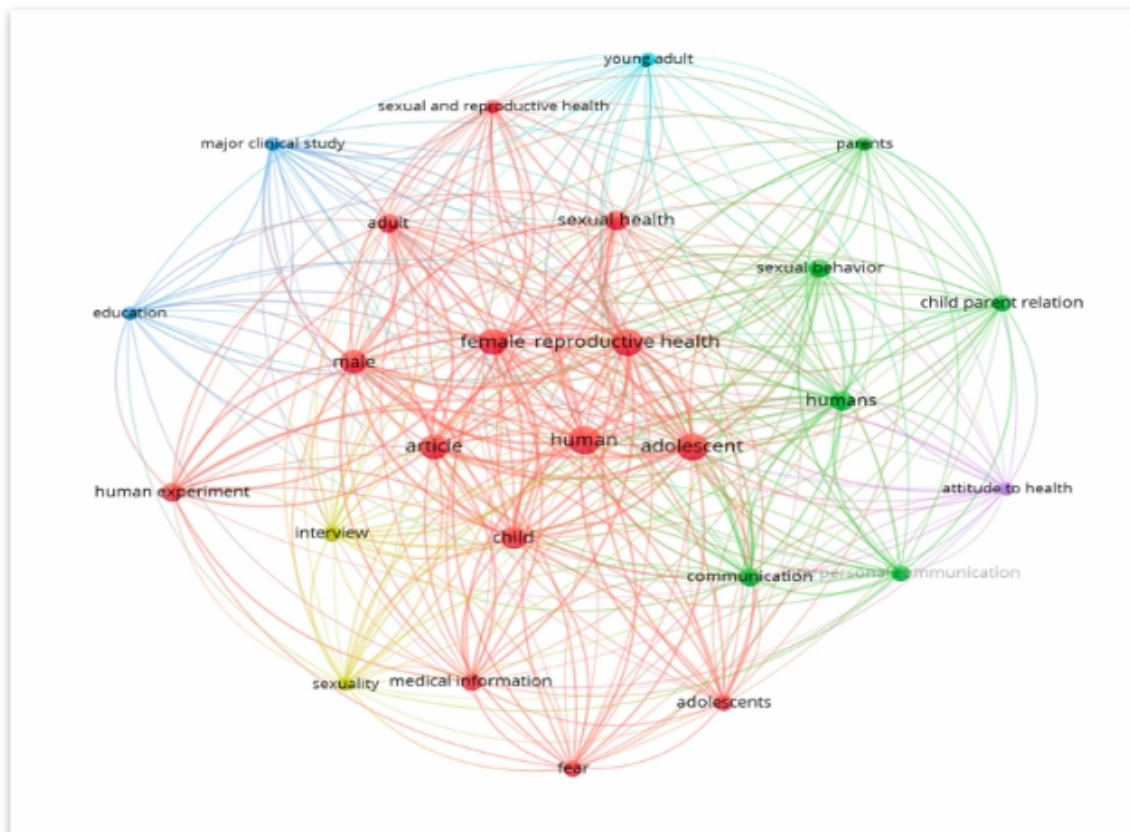 young adult
sexual and reproductive health
major clinical study
parents
adult
sexual health
sexual behavior
child parent relation
education
female
reproductive health
male
humans
article
human
adolescent
human experiment
attitude to health
interview
child
communication
personal communication
sexuality
medical information
adolescents
fear